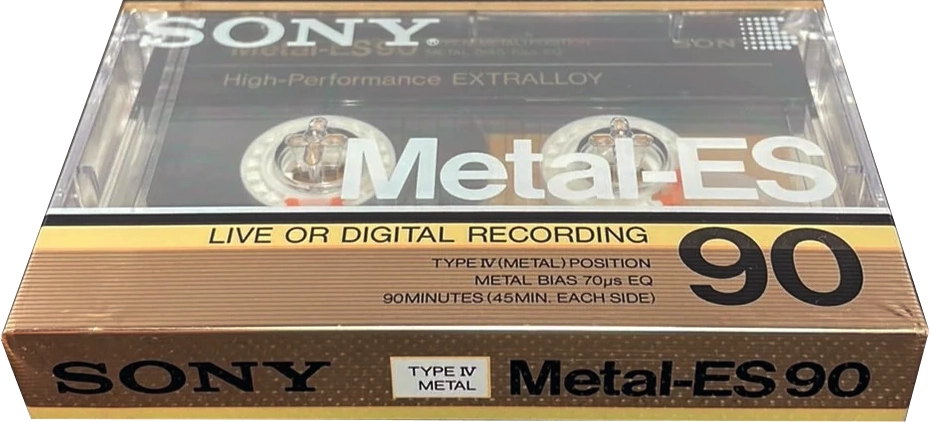 SONY®
Metal-ES90
High-Performance EXTRALLOY
Metal-ES
LIVE OR DIGITAL RECORDING
90
TYPE IV (METAL) POSITION
METAL BIAS 70µs EQ
90MINUTES (45MIN. EACH SIDE)
SONY
TYPE IV
METAL
Metal-ES 90